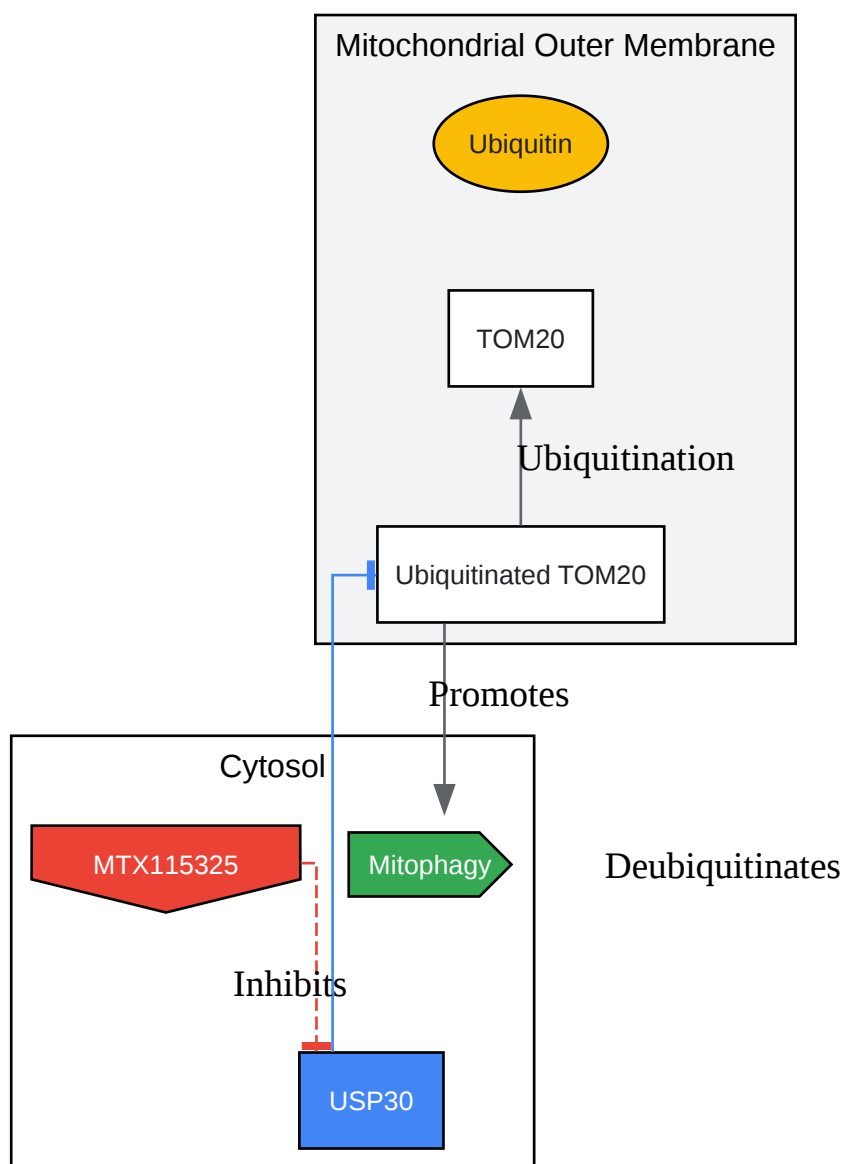 Mitochondrial Outer Membrane
Ubiquitin
TOM20
Ubiquitination
Ubiquitinated TOM20
Promotes
Cytosol
MTX115325
Mitophagy
Deubiquitinates
Inhibits
USP30